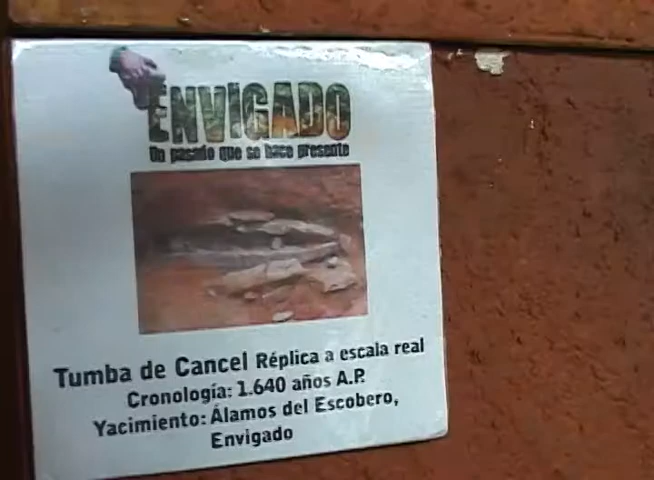 ENVIGADO
Un pasado que se hace presente
Tumba de Cancel Réplica a escala real
Cronología: 1.640 años A.P.
Yacimiento: Álamos del Escobero,
Envigado